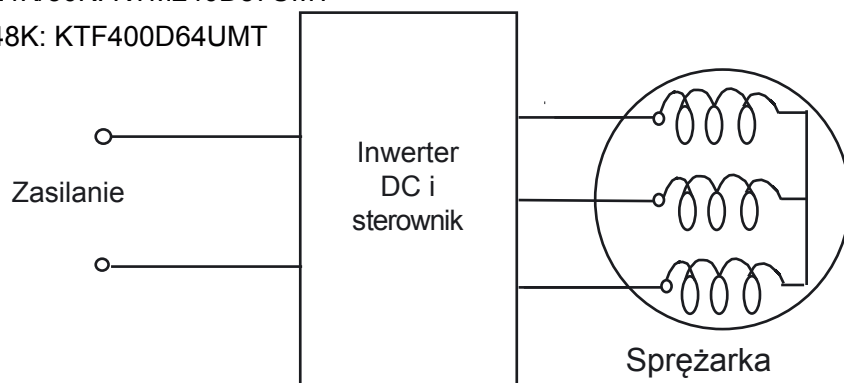 48K: KTF400D64UMT
Zasilanie
Inwerter
DC i
sterownik
Sprężarka